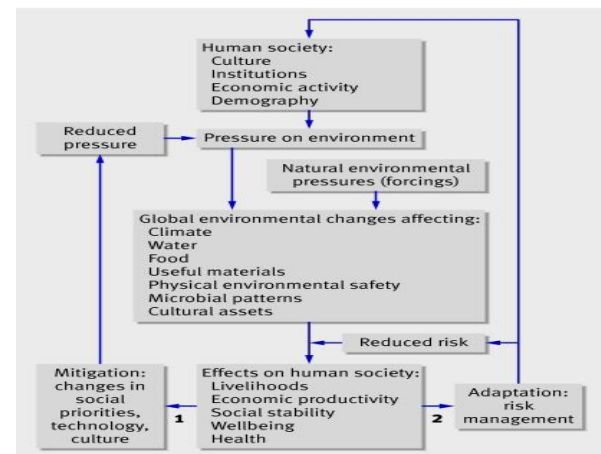 Human society:
Culture
Institutions
Economic activity
Demography
Reduced
pressure
Pressure on environment
Natural environmental
pressures (forcings)
Global environmental changes affecting:
Climate
Water
Food
Useful materials
Physical environmental safety
Microbial patterns
Cultural assets
Reduced risk
Mitigation:
changes in
social
priorities,
technology,
culture
1
Effects on human society:
Livelihoods
Economic productivity
Social stability
Wellbeing
Health
2
Adaptation:
risk
management